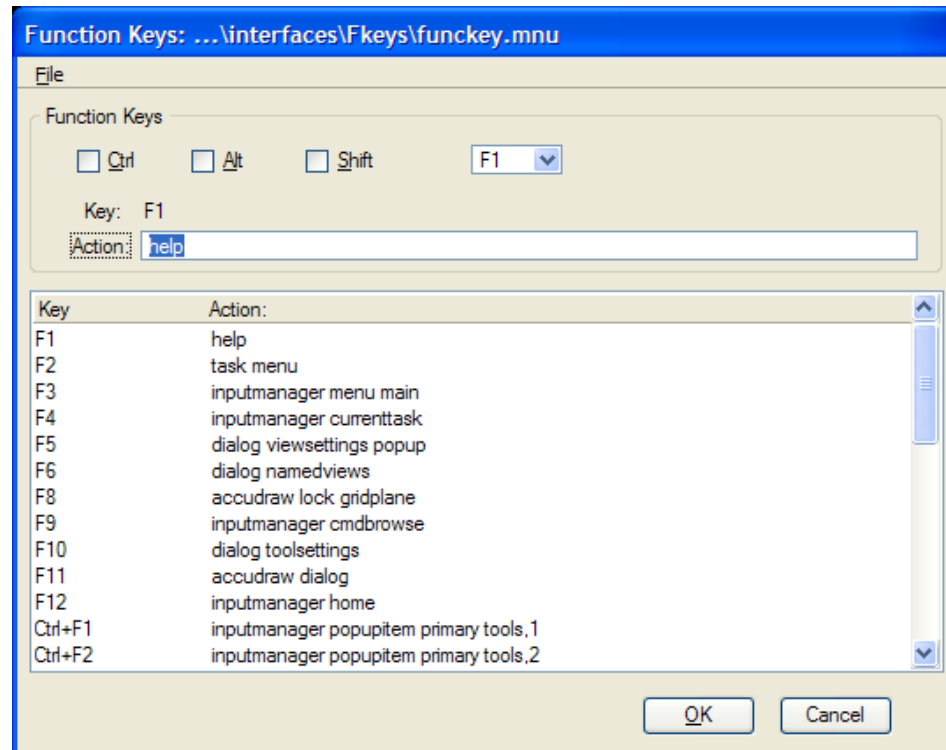 Function Keys: ...\interfaces\Fkeys\funckey.mnu
File
Function Keys
Ctrl Alt Shift F1
Key: F1
Action: help
Key Action:
F1 help
F2 task menu
F3 inputmanager menu main
F4 inputmanager currenttask
F5 dialog viewsettings popup
F6 dialog namedviews
F8 accudraw lock gridplane
F9 inputmanager cmdbrowse
F10 dialog toolsettings
F11 accudraw dialog
F12 inputmanager home
Ctrl+F1 inputmanager popupitem primary tools,1
Ctrl+F2 inputmanager popupitem primary tools,2
OK Cancel